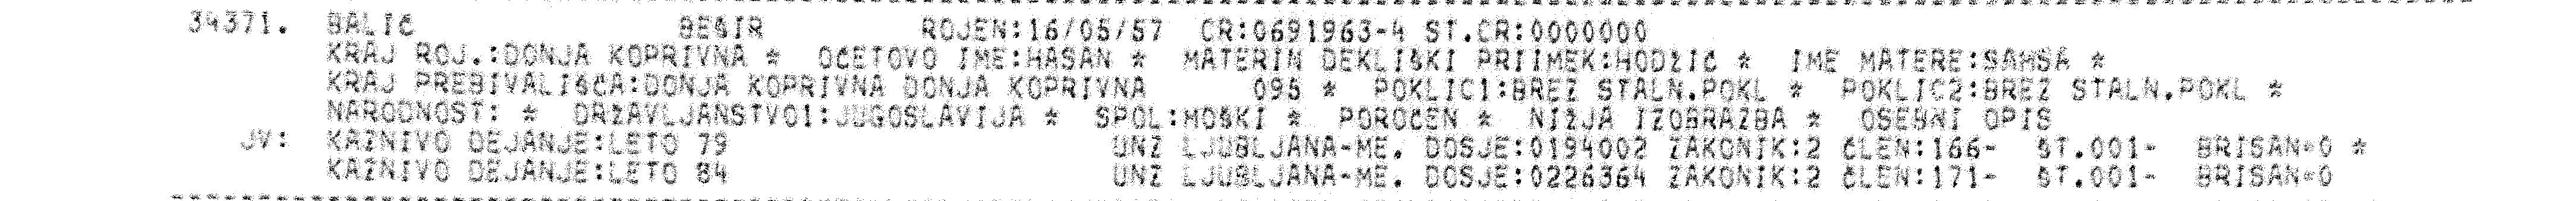 34371. BALIĆ BEŠIR ROJEN:16/05/57 CR:0691963-4 ST.CR:0000000
KRAJ ROJ.:DONJA KOPRIVNA * OČETOVO IME:HASAN * MATERIN DEKLIŠKI PRIIMEK:HODŽIĆ * IME MATERE:SAMSA *
KRAJ PREBIVALIŠČA:DONJA KOPRIVNA DONJA KOPRIVNA 095 * POKLIC1:BREZ STALN.POKL * POKLIC2:BREZ STALN.POKL *
NARODNOST: * DRŽAVLJANSTVO1:JUGOSLAVIJA * SPOL:MOŠKI * POROČEN * NIŽJA IZOBRAZBA * OSEBNI OPIS
JV: KAZNIVO DEJANJE:LETO 79 UNZ LJUBLJANA-ME. DOSJE:0194002 ZAKONIK:2 ČLEN:166- ŠT.001- BRISAN=0 *
KAZNIVO DEJANJE:LETO 84 UNZ LJUBLJANA-ME. DOSJE:0226364 ZAKONIK:2 ČLEN:171- ŠT.001- BRISAN=0